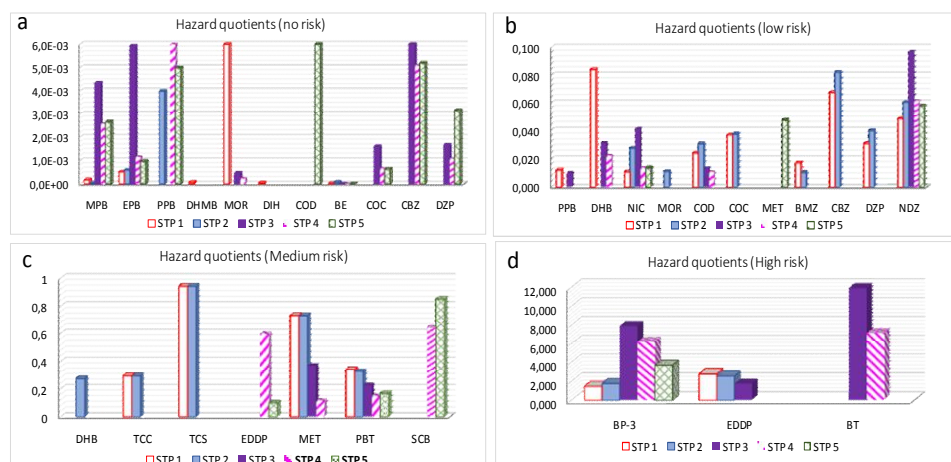 a
Hazard quotients (no risk)
6,0E-03
5,0E-03
4,0E-03
3,0E-03
2,0E-03
1,0E-03
0,0E+00
MPB EPB PPB DHMB MOR DIH COD BE COC CBZ DZP
STP 1 STP 2 STP 3 STP 4 STP 5
b
Hazard quotients (low risk)
0,100
0,080
0,060
0,040
0,020
0,000
PPB DHB NIC MOR COD COC MET BMZ CBZ DZP NDZ
STP 1 STP 2 STP 3 STP 4 STP 5
c
Hazard quotients (Medium risk)
1
0,8
0,6
0,4
0,2
0
DHB TCC TCS EDDP MET PBT SCB
STP 1 STP 2 STP 3 STP 4 STP 5
d
Hazard quotients (High risk)
12,000
10,000
8,000
6,000
4,000
2,000
0,000
BP-3 EDDP BT
STP 1 STP 2 STP 3 STP 4 STP 5